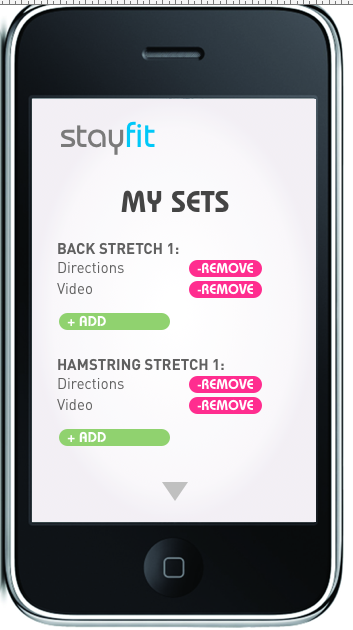 stayfit
MY SETS
BACK STRETCH 1:
Directions -REMOVE
Video -REMOVE
+ ADD
HAMSTRING STRETCH 1:
Directions -REMOVE
Video -REMOVE
+ ADD